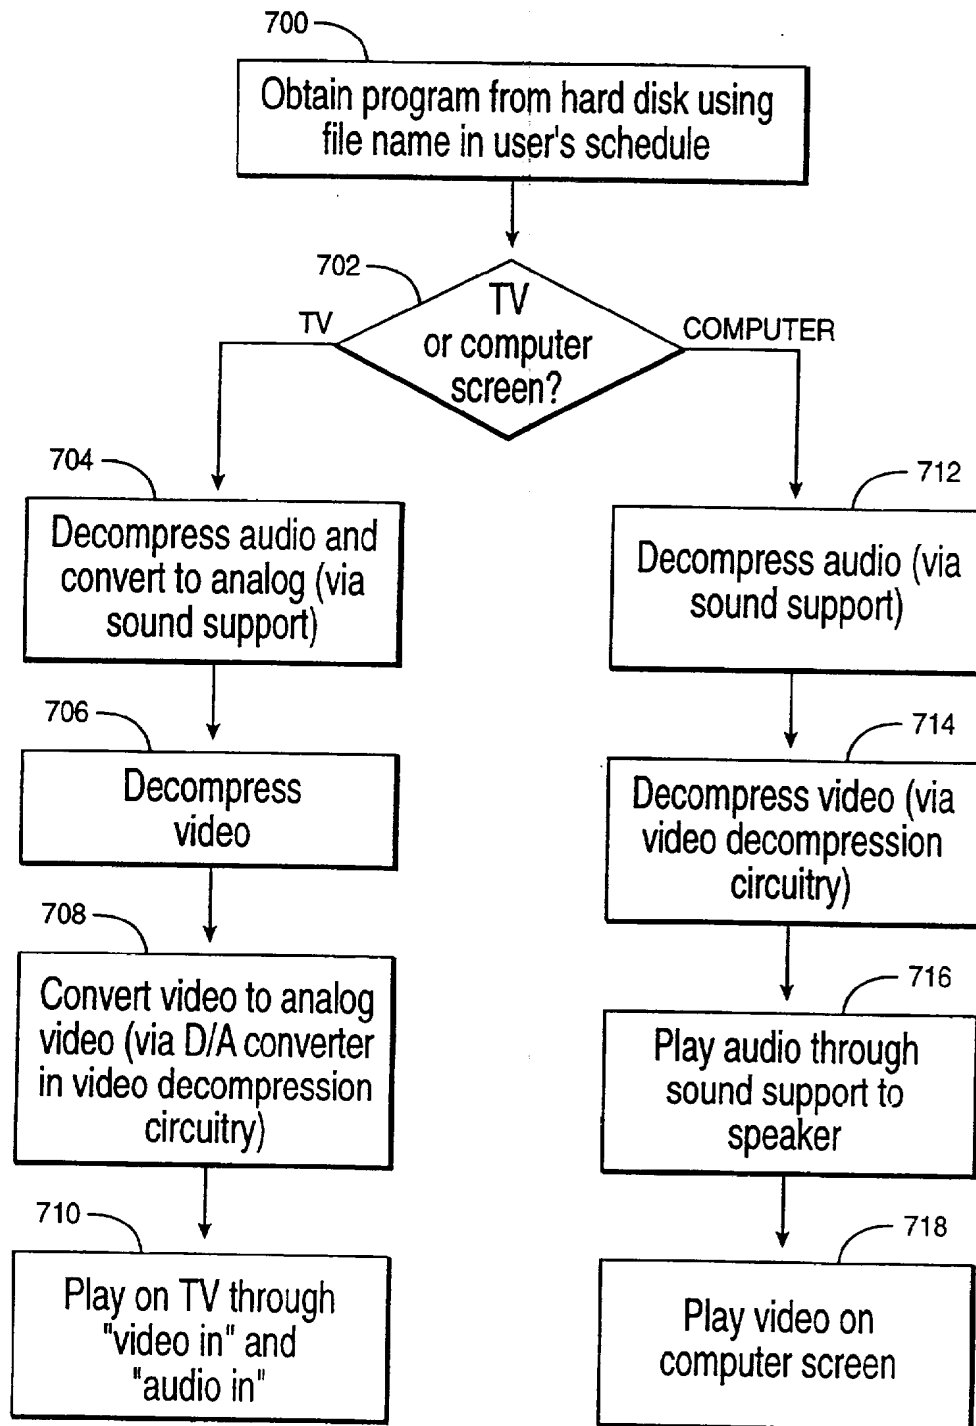 700
Obtain program from hard disk using
file name in user's schedule
702
TV
or computer
screen?
TV
COMPUTER
704
Decompress audio and
convert to analog (via
sound support)
706
Decompress
video
708
Convert video to analog
video (via D/A converter
in video decompression
circuitry)
710
Play on TV through
"video in" and
"audio in"
712
Decompress audio (via
sound support)
714
Decompress video (via
video decompression
circuitry)
716
Play audio through
sound support to
speaker
718
Play video on
computer screen